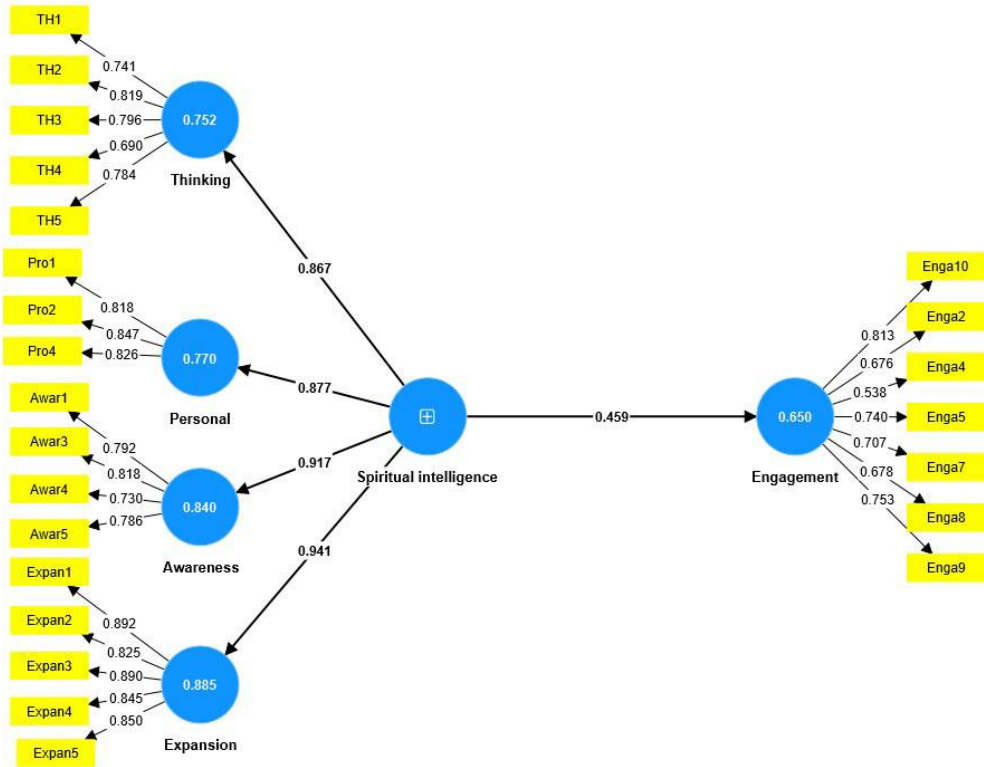 TH1
0.741
TH2
0.819
TH3
0.796
0.752
TH4
0.690
0.784
Thinking
TH5
Pro1
0.818
Pro2
0.847
Pro4
0.826
0.770
Personal
Awar1
0.792
Awar3
0.818
Awar4
0.730
0.840
Awar5
0.786
Awareness
Expan1
0.892
Expan2
0.825
Expan3
0.890
0.885
Expan4
0.845
0.850
Expansion
Expan5
0.867
0.877
0.917
0.941
Spiritual intelligence
0.459
0.650
Engagement
Enga10
0.813
Enga2
0.676
Enga4
0.538
Enga5
0.740
0.707
Enga7
0.678
Enga8
0.753
Enga9